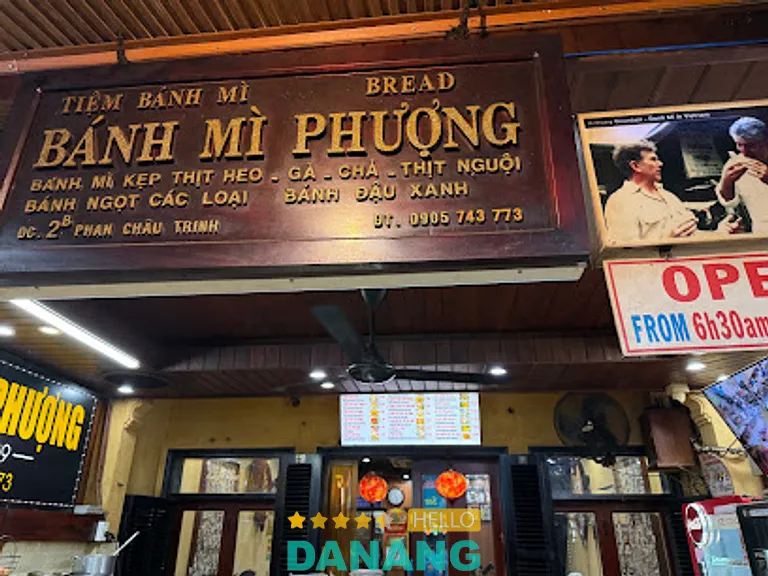 TIỆM BÁNH MÌ BREAD
BÁNH MÌ PHƯỢNG
BÁNH MÌ KẸP THỊT HEO - GÀ - CHẢ - THỊT NGUỘI
BÁNH NGỌT CÁC LOẠI BÁNH ĐẬU XANH
ĐC. 2B PHAN CHÂU TRINH ĐT. 0905 743 773
OPE
FROM 6h30am
PHƯỢNG
9
73
HELLO
DANANG